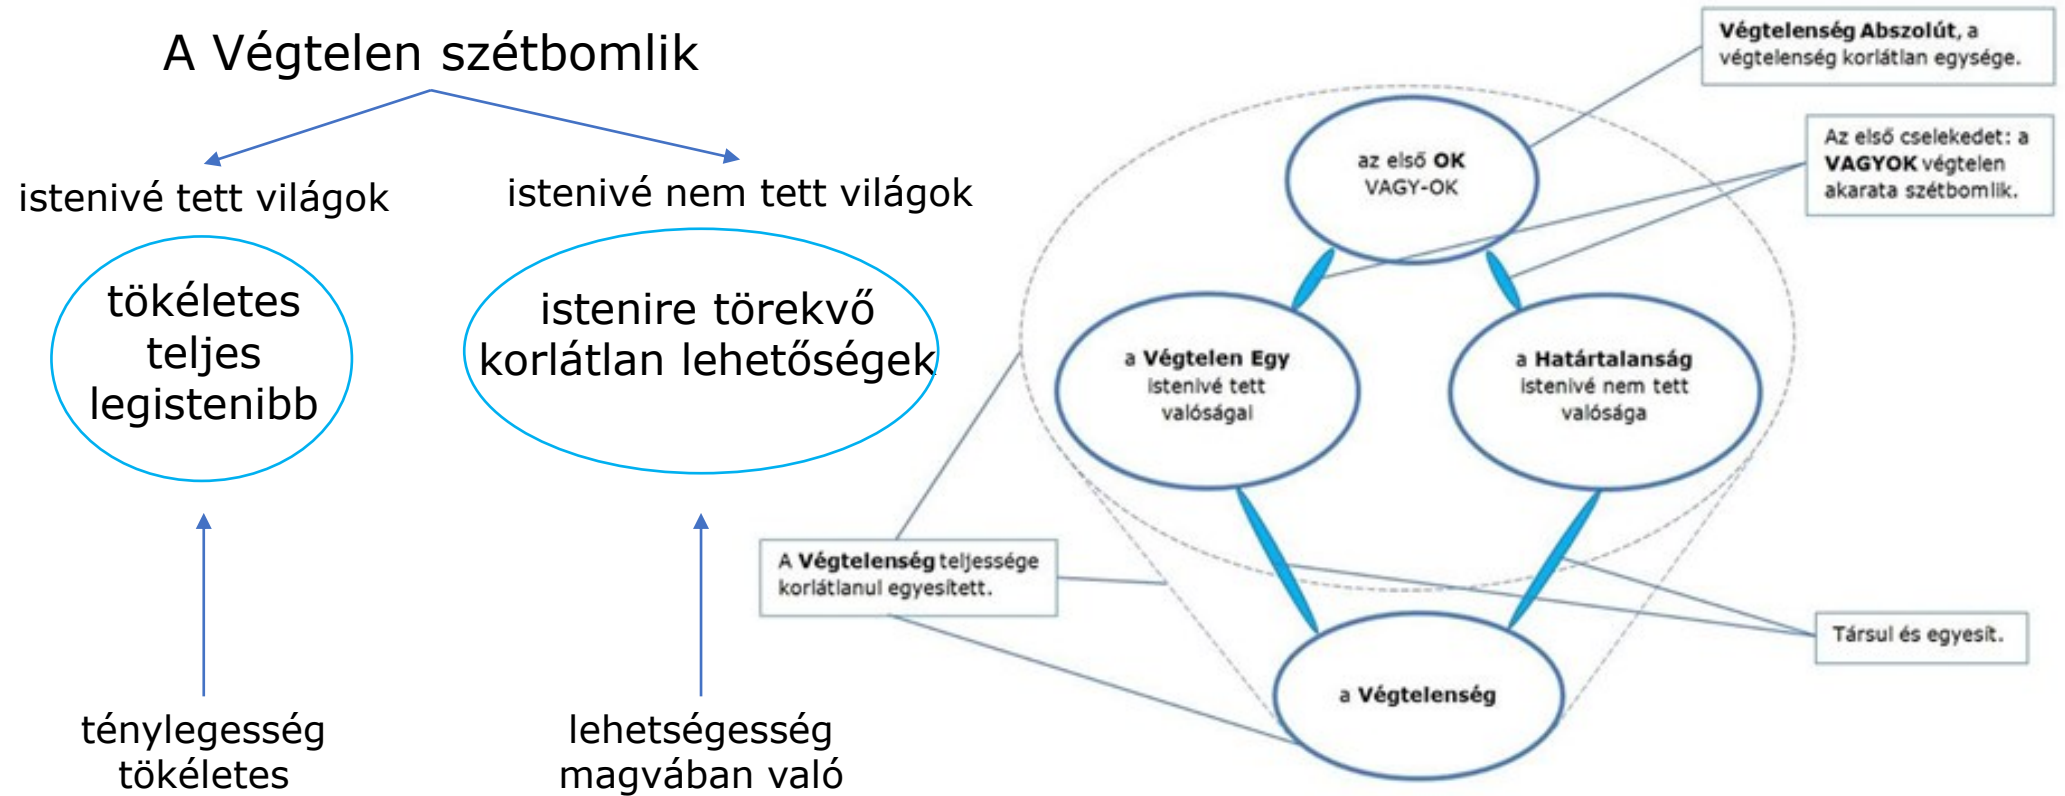 A Végtelen szétbomlik
istenivé tett világok
istenivé nem tett világok
tökéletes
teljes
legistenibb
istenire törekvő
korlátlan lehetőségek
ténylegesség
tökéletes
lehetségesség
magvában való
Végtelenség Abszolút, a
végtelenség korlátlan egysége.
Az első cselekedet: a
VAGYOK végtelen
akarata szétbomlik.
az első OK
VAGY-OK
a Végtelen Egy
istenivé tett
valóságai
a Határtalanság
istenivé nem tett
valósága
A Végtelenség teljessége
korlátlanul egyesített.
Társul és egyesít.
a Végtelenség